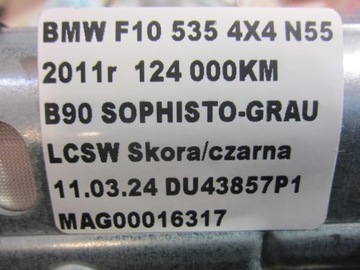 BMW F10 535 4X4 N55
2011r 124 000KM
B90 SOPHISTO-GRAU
LCSW Skora/czarna
11.03.24 DU43857P1
MAG00016317